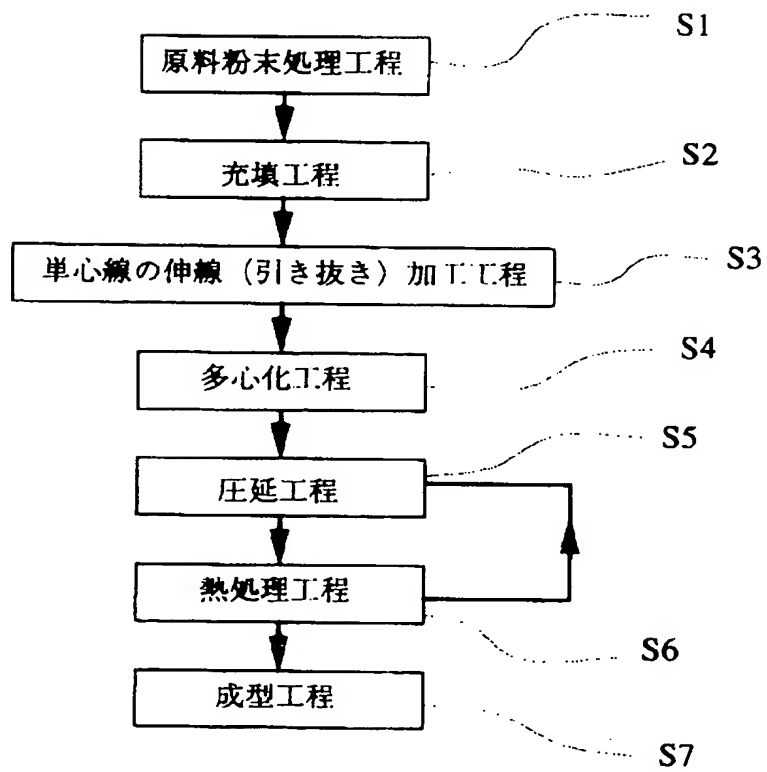 S1
原料粉末処理工程
S2
充填工程
S3
単心線の伸線（引き抜き）加工工程
S4
多心化工程
S5
圧延工程
熱処理工程
S6
成型工程
S7